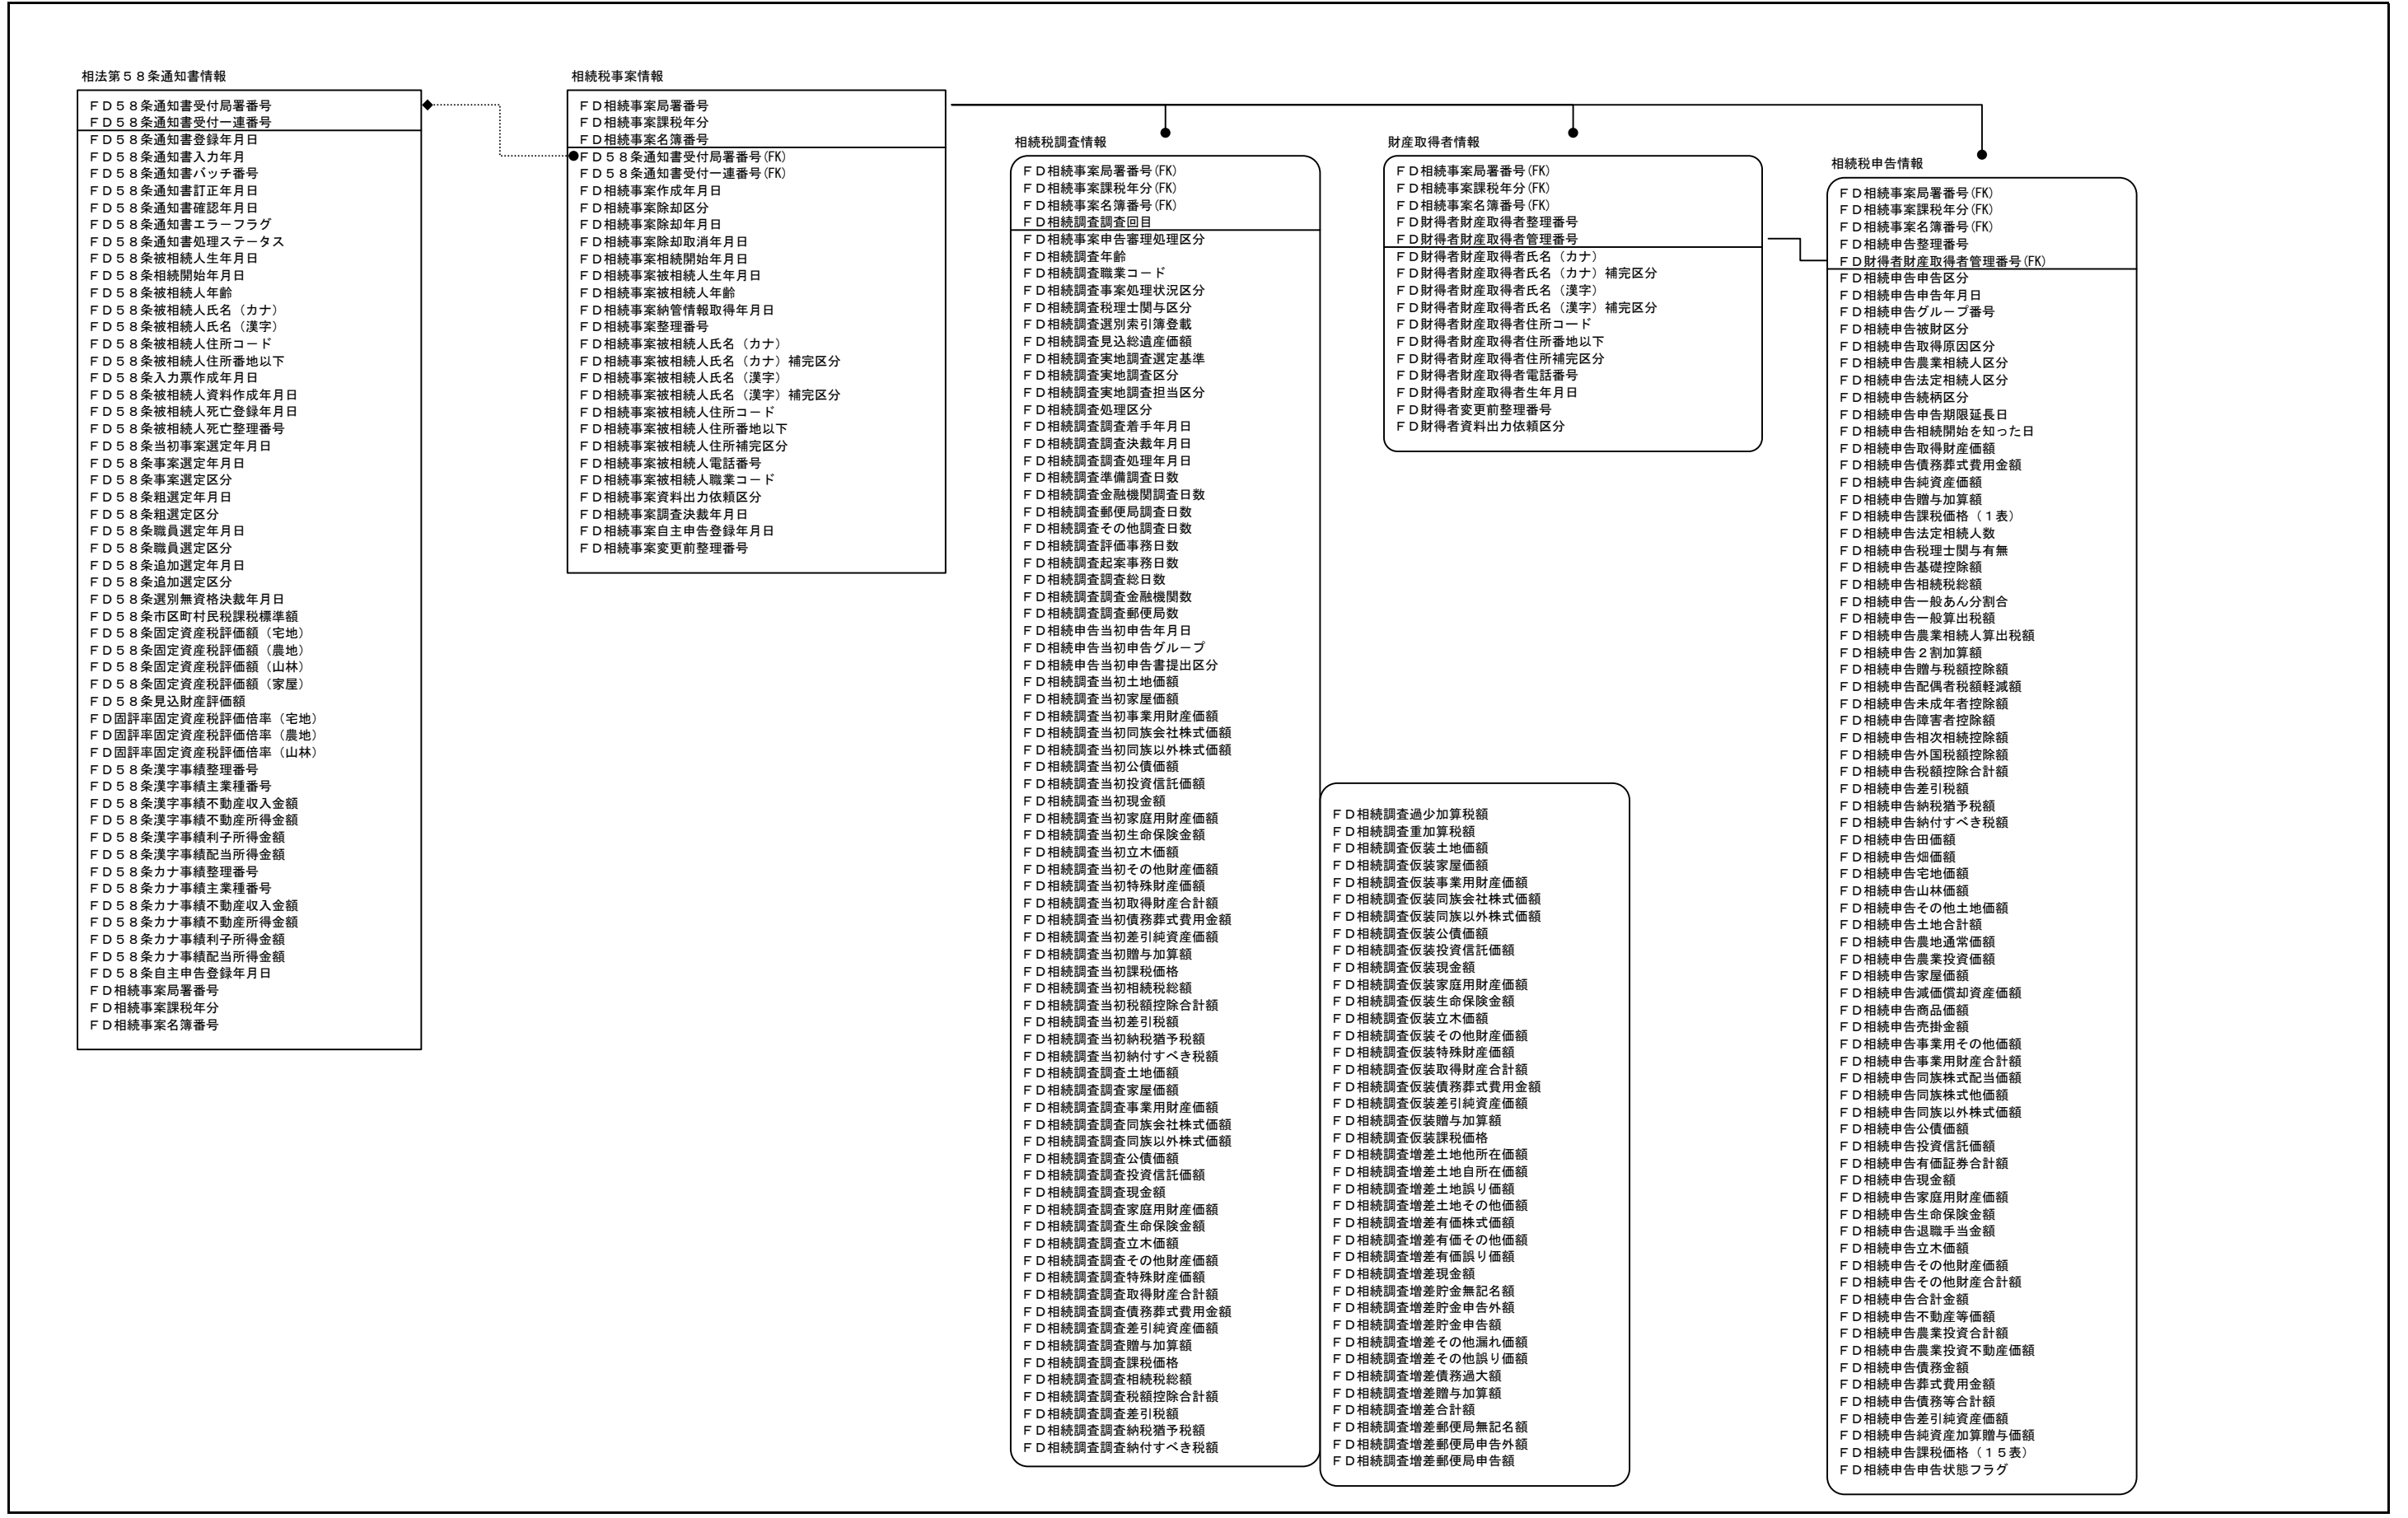 相法第５８条通知書情報
ＦＤ５８条通知書受付局署番号
ＦＤ５８条通知書受付一連番号
ＦＤ５８条通知書登録年月日
ＦＤ５８条通知書入力年月
ＦＤ５８条通知書バッチ番号
ＦＤ５８条通知書訂正年月日
ＦＤ５８条通知書確認年月日
ＦＤ５８条通知書エラーフラグ
ＦＤ５８条通知書処理ステータス
ＦＤ５８条被相続人生年月日
ＦＤ５８条相続開始年月日
ＦＤ５８条被相続人年齢
ＦＤ５８条被相続人氏名（カナ）
ＦＤ５８条被相続人氏名（漢字）
ＦＤ５８条被相続人住所コード
ＦＤ５８条被相続人住所番地以下
ＦＤ５８条入力票作成年月日
ＦＤ５８条被相続人資料作成年月日
ＦＤ５８条被相続人死亡登録年月日
ＦＤ５８条被相続人死亡整理番号
ＦＤ５８条当初事案選定年月日
ＦＤ５８条事案選定年月日
ＦＤ５８条事案選定区分
ＦＤ５８条粗選定年月日
ＦＤ５８条粗選定区分
ＦＤ５８条職員選定年月日
ＦＤ５８条職員選定区分
ＦＤ５８条追加選定年月日
ＦＤ５８条追加選定区分
ＦＤ５８条選別無資格決裁年月日
ＦＤ５８条市区町村民税課税標準額
ＦＤ５８条固定資産税評価額（宅地）
ＦＤ５８条固定資産税評価額（農地）
ＦＤ５８条固定資産税評価額（山林）
ＦＤ５８条固定資産税評価額（家屋）
ＦＤ５８条見込財産評価額
ＦＤ固評率固定資産税評価倍率（宅地）
ＦＤ固評率固定資産税評価倍率（農地）
ＦＤ固評率固定資産税評価倍率（山林）
ＦＤ５８条漢字事績整理番号
ＦＤ５８条漢字事績主業種番号
ＦＤ５８条漢字事績不動産収入金額
ＦＤ５８条漢字事績不動産所得金額
ＦＤ５８条漢字事績利子所得金額
ＦＤ５８条漢字事績配当所得金額
ＦＤ５８条カナ事績整理番号
ＦＤ５８条カナ事績主業種番号
ＦＤ５８条カナ事績不動産収入金額
ＦＤ５８条カナ事績不動産所得金額
ＦＤ５８条カナ事績利子所得金額
ＦＤ５８条カナ事績配当所得金額
ＦＤ５８条自主申告登録年月日
ＦＤ相続事案局署番号
ＦＤ相続事案課税年分
ＦＤ相続事案名簿番号
相続税事案情報
ＦＤ相続事案局署番号
ＦＤ相続事案課税年分
ＦＤ相続事案名簿番号
ＦＤ５８条通知書受付局署番号(FK)
ＦＤ５８条通知書受付一連番号(FK)
ＦＤ相続事案作成年月日
ＦＤ相続事案除却区分
ＦＤ相続事案除却年月日
ＦＤ相続事案除却取消年月日
ＦＤ相続事案相続開始年月日
ＦＤ相続事案被相続人生年月日
ＦＤ相続事案被相続人年齢
ＦＤ相続事案納管情報取得年月日
ＦＤ相続事案整理番号
ＦＤ相続事案被相続人氏名（カナ）
ＦＤ相続事案被相続人氏名（カナ）補完区分
ＦＤ相続事案被相続人氏名（漢字）
ＦＤ相続事案被相続人氏名（漢字）補完区分
ＦＤ相続事案被相続人住所コード
ＦＤ相続事案被相続人住所番地以下
ＦＤ相続事案被相続人住所補完区分
ＦＤ相続事案被相続人電話番号
ＦＤ相続事案被相続人職業コード
ＦＤ相続事案資料出力依頼区分
ＦＤ相続事案調査決裁年月日
ＦＤ相続事案自主申告登録年月日
ＦＤ相続事案変更前整理番号
相続税調査情報
ＦＤ相続事案局署番号(FK)
ＦＤ相続事案課税年分(FK)
ＦＤ相続事案名簿番号(FK)
ＦＤ相続調査調査回目
ＦＤ相続事案申告審理処理区分
ＦＤ相続調査年齢
ＦＤ相続調査職業コード
ＦＤ相続調査事案処理状況区分
ＦＤ相続調査税理士関与区分
ＦＤ相続調査選別索引簿登載
ＦＤ相続調査見込総遺産価額
ＦＤ相続調査実地調査選定基準
ＦＤ相続調査実地調査区分
ＦＤ相続調査実地調査担当区分
ＦＤ相続調査処理区分
ＦＤ相続調査調査着手年月日
ＦＤ相続調査調査決裁年月日
ＦＤ相続調査調査処理年月日
ＦＤ相続調査準備調査日数
ＦＤ相続調査金融機関調査日数
ＦＤ相続調査郵便局調査日数
ＦＤ相続調査その他調査日数
ＦＤ相続調査評価事務日数
ＦＤ相続調査起案事務日数
ＦＤ相続調査調査総日数
ＦＤ相続調査調査金融機関数
ＦＤ相続調査調査郵便局数
ＦＤ相続申告当初申告年月日
ＦＤ相続申告当初申告グループ
ＦＤ相続申告当初申告書提出区分
ＦＤ相続調査当初土地価額
ＦＤ相続調査当初家屋価額
ＦＤ相続調査当初事業用財産価額
ＦＤ相続調査当初同族会社株式価額
ＦＤ相続調査当初同族以外株式価額
ＦＤ相続調査当初公債価額
ＦＤ相続調査当初投資信託価額
ＦＤ相続調査当初現金額
ＦＤ相続調査当初家庭用財産価額
ＦＤ相続調査当初生命保険金額
ＦＤ相続調査当初立木価額
ＦＤ相続調査当初その他財産価額
ＦＤ相続調査当初特殊財産価額
ＦＤ相続調査当初取得財産合計額
ＦＤ相続調査当初債務葬式費用金額
ＦＤ相続調査当初差引純資産価額
ＦＤ相続調査当初贈与加算額
ＦＤ相続調査当初課税価格
ＦＤ相続調査当初相続税総額
ＦＤ相続調査当初税額控除合計額
ＦＤ相続調査当初差引税額
ＦＤ相続調査当初納税猶予税額
ＦＤ相続調査当初納付すべき税額
ＦＤ相続調査調査土地価額
ＦＤ相続調査調査家屋価額
ＦＤ相続調査調査事業用財産価額
ＦＤ相続調査調査同族会社株式価額
ＦＤ相続調査調査同族以外株式価額
ＦＤ相続調査調査公債価額
ＦＤ相続調査調査投資信託価額
ＦＤ相続調査調査現金額
ＦＤ相続調査調査家庭用財産価額
ＦＤ相続調査調査生命保険金額
ＦＤ相続調査調査立木価額
ＦＤ相続調査調査その他財産価額
ＦＤ相続調査調査特殊財産価額
ＦＤ相続調査調査取得財産合計額
ＦＤ相続調査調査債務葬式費用金額
ＦＤ相続調査調査差引純資産価額
ＦＤ相続調査調査贈与加算額
ＦＤ相続調査調査課税価格
ＦＤ相続調査調査相続税総額
ＦＤ相続調査調査税額控除合計額
ＦＤ相続調査調査差引税額
ＦＤ相続調査調査納税猶予税額
ＦＤ相続調査調査納付すべき税額
ＦＤ相続調査過少加算税額
ＦＤ相続調査重加算税額
ＦＤ相続調査仮装土地価額
ＦＤ相続調査仮装家屋価額
ＦＤ相続調査仮装事業用財産価額
ＦＤ相続調査仮装同族会社株式価額
ＦＤ相続調査仮装同族以外株式価額
ＦＤ相続調査仮装公債価額
ＦＤ相続調査仮装投資信託価額
ＦＤ相続調査仮装現金額
ＦＤ相続調査仮装家庭用財産価額
ＦＤ相続調査仮装生命保険金額
ＦＤ相続調査仮装立木価額
ＦＤ相続調査仮装その他財産価額
ＦＤ相続調査仮装特殊財産価額
ＦＤ相続調査仮装取得財産合計額
ＦＤ相続調査仮装債務葬式費用金額
ＦＤ相続調査仮装差引純資産価額
ＦＤ相続調査仮装贈与加算額
ＦＤ相続調査仮装課税価格
ＦＤ相続調査増差土地他所在価額
ＦＤ相続調査増差土地自所在価額
ＦＤ相続調査増差土地誤り価額
ＦＤ相続調査増差土地その他価額
ＦＤ相続調査増差有価株式価額
ＦＤ相続調査増差有価その他価額
ＦＤ相続調査増差有価誤り価額
ＦＤ相続調査増差現金額
ＦＤ相続調査増差貯金無記名額
ＦＤ相続調査増差貯金申告外額
ＦＤ相続調査増差貯金申告額
ＦＤ相続調査増差その他漏れ価額
ＦＤ相続調査増差その他誤り価額
ＦＤ相続調査増差債務過大額
ＦＤ相続調査増差贈与加算額
ＦＤ相続調査増差合計額
ＦＤ相続調査増差郵便局無記名額
ＦＤ相続調査増差郵便局申告外額
ＦＤ相続調査増差郵便局申告額
財産取得者情報
ＦＤ相続事案局署番号(FK)
ＦＤ相続事案課税年分(FK)
ＦＤ相続事案名簿番号(FK)
ＦＤ財得者財産取得者整理番号
ＦＤ財得者財産取得者管理番号
ＦＤ財得者財産取得者氏名（カナ）
ＦＤ財得者財産取得者氏名（カナ）補完区分
ＦＤ財得者財産取得者氏名（漢字）
ＦＤ財得者財産取得者氏名（漢字）補完区分
ＦＤ財得者財産取得者住所コード
ＦＤ財得者財産取得者住所番地以下
ＦＤ財得者財産取得者住所補完区分
ＦＤ財得者財産取得者電話番号
ＦＤ財得者財産取得者生年月日
ＦＤ財得者変更前整理番号
ＦＤ財得者資料出力依頼区分
相続税申告情報
ＦＤ相続事案局署番号(FK)
ＦＤ相続事案課税年分(FK)
ＦＤ相続事案名簿番号(FK)
ＦＤ相続申告整理番号
ＦＤ財得者財産取得者管理番号(FK)
ＦＤ相続申告申告区分
ＦＤ相続申告申告年月日
ＦＤ相続申告グループ番号
ＦＤ相続申告被財区分
ＦＤ相続申告取得原因区分
ＦＤ相続申告農業相続人区分
ＦＤ相続申告法定相続人区分
ＦＤ相続申告続柄区分
ＦＤ相続申告申告期限延長日
ＦＤ相続申告相続開始を知った日
ＦＤ相続申告取得財産価額
ＦＤ相続申告債務葬式費用金額
ＦＤ相続申告純資産価額
ＦＤ相続申告贈与加算額
ＦＤ相続申告課税価格（１表）
ＦＤ相続申告法定相続人数
ＦＤ相続申告税理士関与有無
ＦＤ相続申告基礎控除額
ＦＤ相続申告相続税総額
ＦＤ相続申告一般あん分割合
ＦＤ相続申告一般算出税額
ＦＤ相続申告農業相続人算出税額
ＦＤ相続申告２割加算額
ＦＤ相続申告贈与税額控除額
ＦＤ相続申告配偶者税額軽減額
ＦＤ相続申告未成年者控除額
ＦＤ相続申告障害者控除額
ＦＤ相続申告相次相続控除額
ＦＤ相続申告外国税額控除額
ＦＤ相続申告税額控除合計額
ＦＤ相続申告差引税額
ＦＤ相続申告納税猶予税額
ＦＤ相続申告納付すべき税額
ＦＤ相続申告田価額
ＦＤ相続申告畑価額
ＦＤ相続申告宅地価額
ＦＤ相続申告山林価額
ＦＤ相続申告その他土地価額
ＦＤ相続申告土地合計額
ＦＤ相続申告農地通常価額
ＦＤ相続申告農業投資価額
ＦＤ相続申告家屋価額
ＦＤ相続申告減価償却資産価額
ＦＤ相続申告商品価額
ＦＤ相続申告売掛金額
ＦＤ相続申告事業用その他価額
ＦＤ相続申告事業用財産合計額
ＦＤ相続申告同族株式配当価額
ＦＤ相続申告同族株式他価額
ＦＤ相続申告同族以外株式価額
ＦＤ相続申告公債価額
ＦＤ相続申告投資信託価額
ＦＤ相続申告有価証券合計額
ＦＤ相続申告現金額
ＦＤ相続申告家庭用財産価額
ＦＤ相続申告生命保険金額
ＦＤ相続申告退職手当金額
ＦＤ相続申告立木価額
ＦＤ相続申告その他財産価額
ＦＤ相続申告その他財産合計額
ＦＤ相続申告合計金額
ＦＤ相続申告不動産等価額
ＦＤ相続申告農業投資合計額
ＦＤ相続申告農業投資不動産価額
ＦＤ相続申告債務金額
ＦＤ相続申告葬式費用金額
ＦＤ相続申告債務等合計額
ＦＤ相続申告差引純資産価額
ＦＤ相続申告純資産加算贈与価額
ＦＤ相続申告課税価格（１５表）
ＦＤ相続申告申告状態フラグ